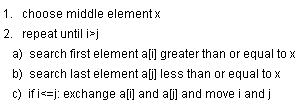 1. choose middle element x
2. repeat until i>j
a) search first element a[i] greater than or equal to x
b) search last element a[j] less than or equal to x
c) if i<=j: exchange a[i] and a[j] and move i and j